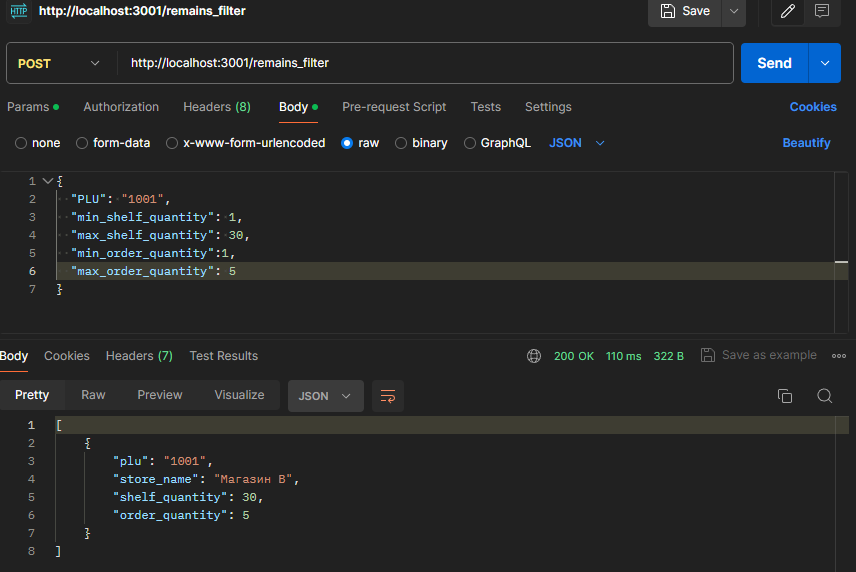 HTTP http://localhost:3001/remains_filter Save
POST http://localhost:3001/remains_filter Send
Params Authorization Headers (8) Body Pre-request Script Tests Settings Cookies
none form-data x-www-form-urlencoded raw binary GraphQL JSON Beautify
1 {
2 "PLU": "1001",
3 "min_shelf_quantity": 1,
4 "max_shelf_quantity": 30,
5 "min_order_quantity":1,
6 "max_order_quantity": 5
7 }
Body Cookies Headers (7) Test Results 200 OK 110 ms 322 B Save as example
Pretty Raw Preview Visualize JSON
1 [
2 {
3 "plu": "1001",
4 "store_name": "Магазин В",
5 "shelf_quantity": 30,
6 "order_quantity": 5
7 }
8 ]